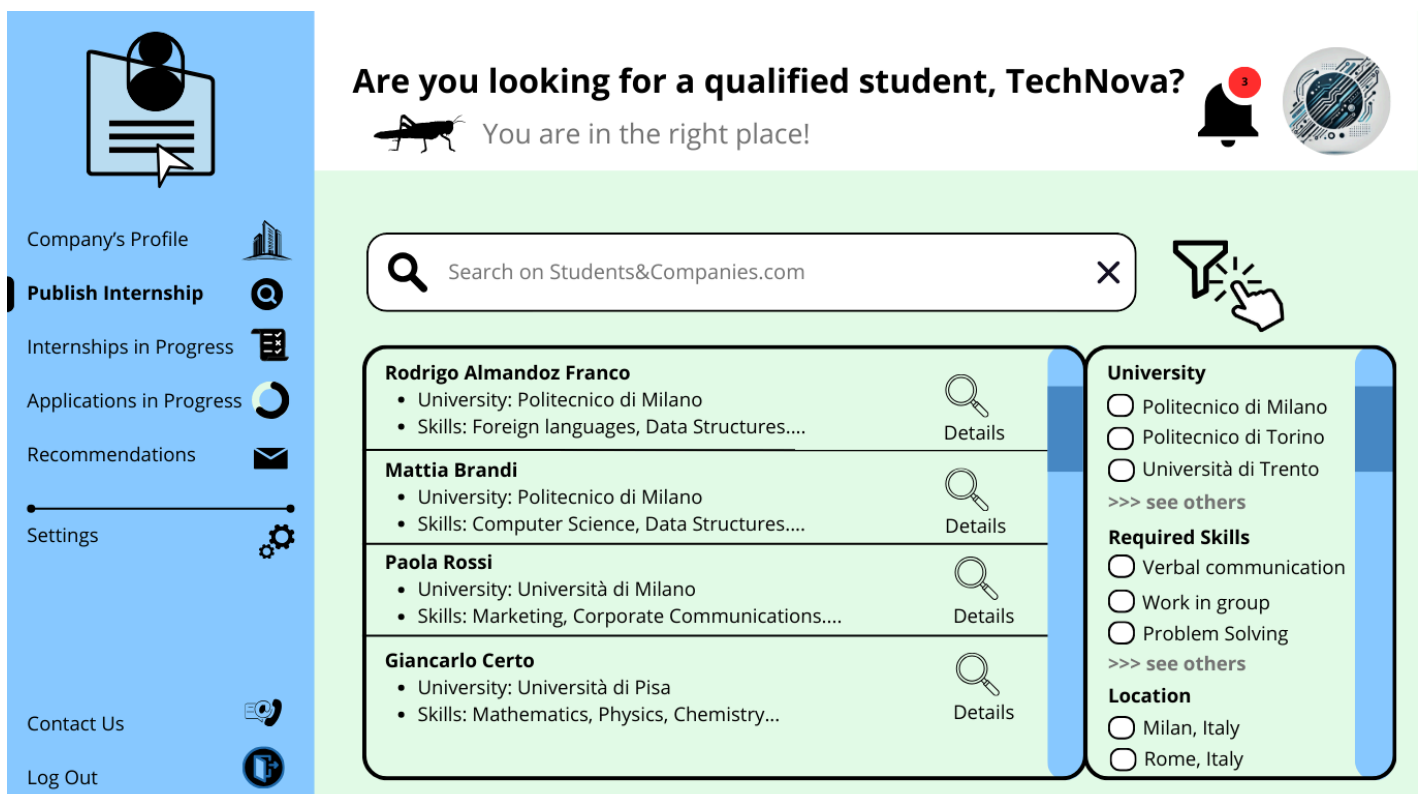 Are you looking for a qualified student, TechNova?
3
You are in the right place!
Company's Profile
Publish Internship
Internships in Progress
Applications in Progress
Recommendations
Settings
Contact Us
Log Out
Search on Students&Companies.com
Rodrigo Almandoz Franco
• University: Politecnico di Milano
• Skills: Foreign languages, Data Structures....
Details
Mattia Brandi
• University: Politecnico di Milano
• Skills: Computer Science, Data Structures....
Details
Paola Rossi
• University: Università di Milano
• Skills: Marketing, Corporate Communications....
Details
Giancarlo Certo
• University: Università di Pisa
• Skills: Mathematics, Physics, Chemistry...
Details
University
Politecnico di Milano
Politecnico di Torino
Università di Trento
>>> see others
Required Skills
Verbal communication
Work in group
Problem Solving
>>> see others
Location
Milan, Italy
Rome, Italy